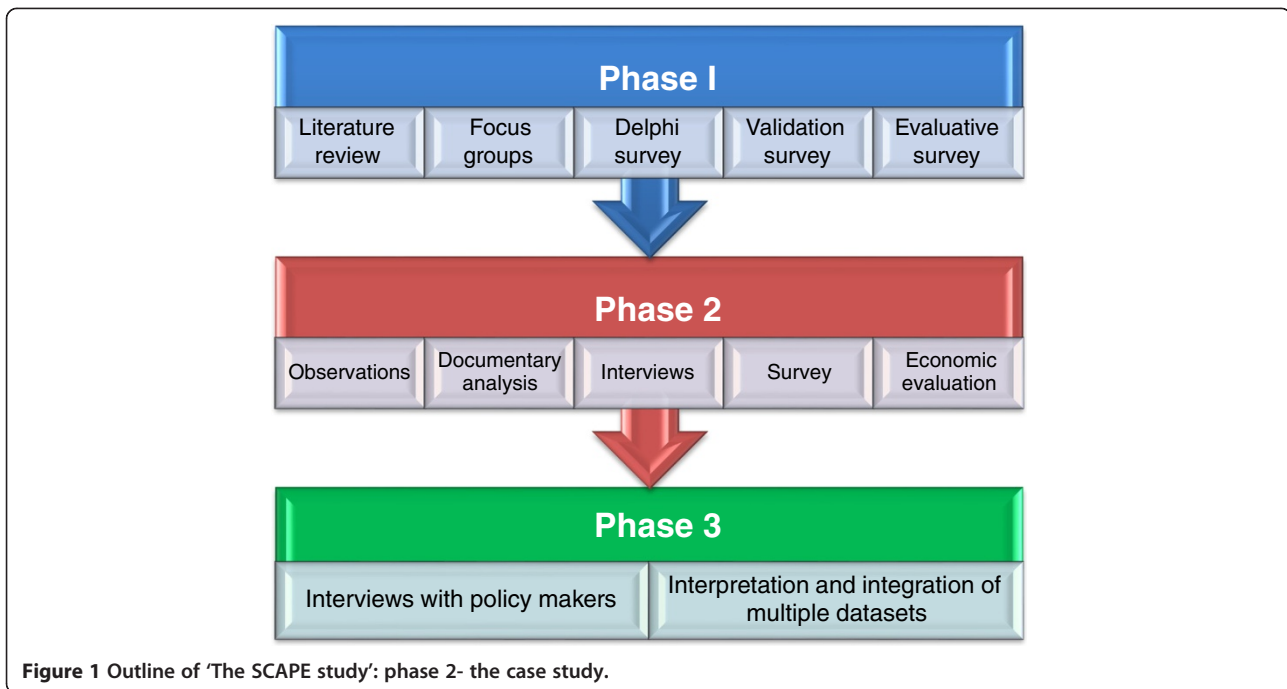 Phase I
Literature
review
Focus
groups
Delphi
survey
Validation
survey
Evaluative
survey
Phase 2
Observations
Documentary
analysis
Interviews
Survey
Economic
evaluation
Phase 3
Interviews with policy makers
Interpretation and integration of
multiple datasets
Figure 1 Outline of ‘The SCAPE study’: phase 2- the case study.